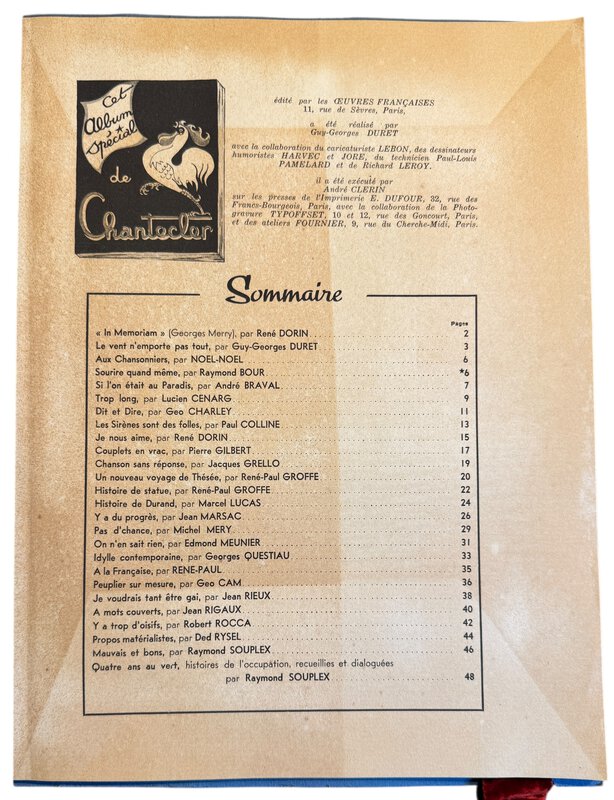 Cet
Album
spécial
de
Chantecler
édité par les ŒUVRES FRANÇAISES
11, rue de Sèvres, Paris,
a été réalisé par
Guy-Georges DURET
avec la collaboration du caricaturiste LEBON, des dessinateurs
humoristes HARVEC et JORE, du technicien Paul-Louis
PAMELARD et de Richard LEROY.
il a été exécuté par
André CLERIN
sur les presses de l'Imprimerie E. DUFOUR, 32, rue des
Francs-Bourgeois, Paris, avec la collaboration de la Photo-
gravure TYPOFFSET, 10 et 12, rue des Goncourt, Paris,
et des ateliers FOURNIER, 9, rue du Cherche-Midi, Paris.
Sommaire
Pages
« In Memoriam » (Georges Merry), par René DORIN 2
Le vent n'emporte pas tout, par Guy-Georges DURET 3
Aux Chansonniers, par NOEL-NOEL 6
Sourire quand même, par Raymond BOUR *6
Si l'on était au Paradis, par André BRAVAL 7
Trop long, par Lucien CENARG 9
Dit et Dire, par Geo CHARLEY 11
Les Sirènes sont des folles, par Paul COLLINE 13
Je nous aime, par René DORIN 15
Couplets en vrac, par Pierre GILBERT 17
Chanson sans réponse, par Jacques GRELLO 19
Un nouveau voyage de Thésée, par René-Paul GROFFE 20
Histoire de statue, par René-Paul GROFFE 22
Histoire de Durand, par Marcel LUCAS 24
Y a du progrès, par Jean MARSAC 26
Pas d'chance, par Michel MERY 29
On n'en sait rien, par Edmond MEUNIER 31
Idylle contemporaine, par Georges QUESTIAU 33
A la Française, par RENE-PAUL 35
Peuplier sur mesure, par Geo CAM 36
Je voudrais tant être gai, par Jean RIEUX 38
A mots couverts, par Jean RIGAUX 40
Y a trop d'oisifs, par Robert ROCCA 42
Propos matérialistes, par Ded RYSEL 44
Mauvais et bons, par Raymond SOUPLEX 46
Quatre ans au vert, histoires de l'occupation, recueillies et dialoguées
par Raymond SOUPLEX 48